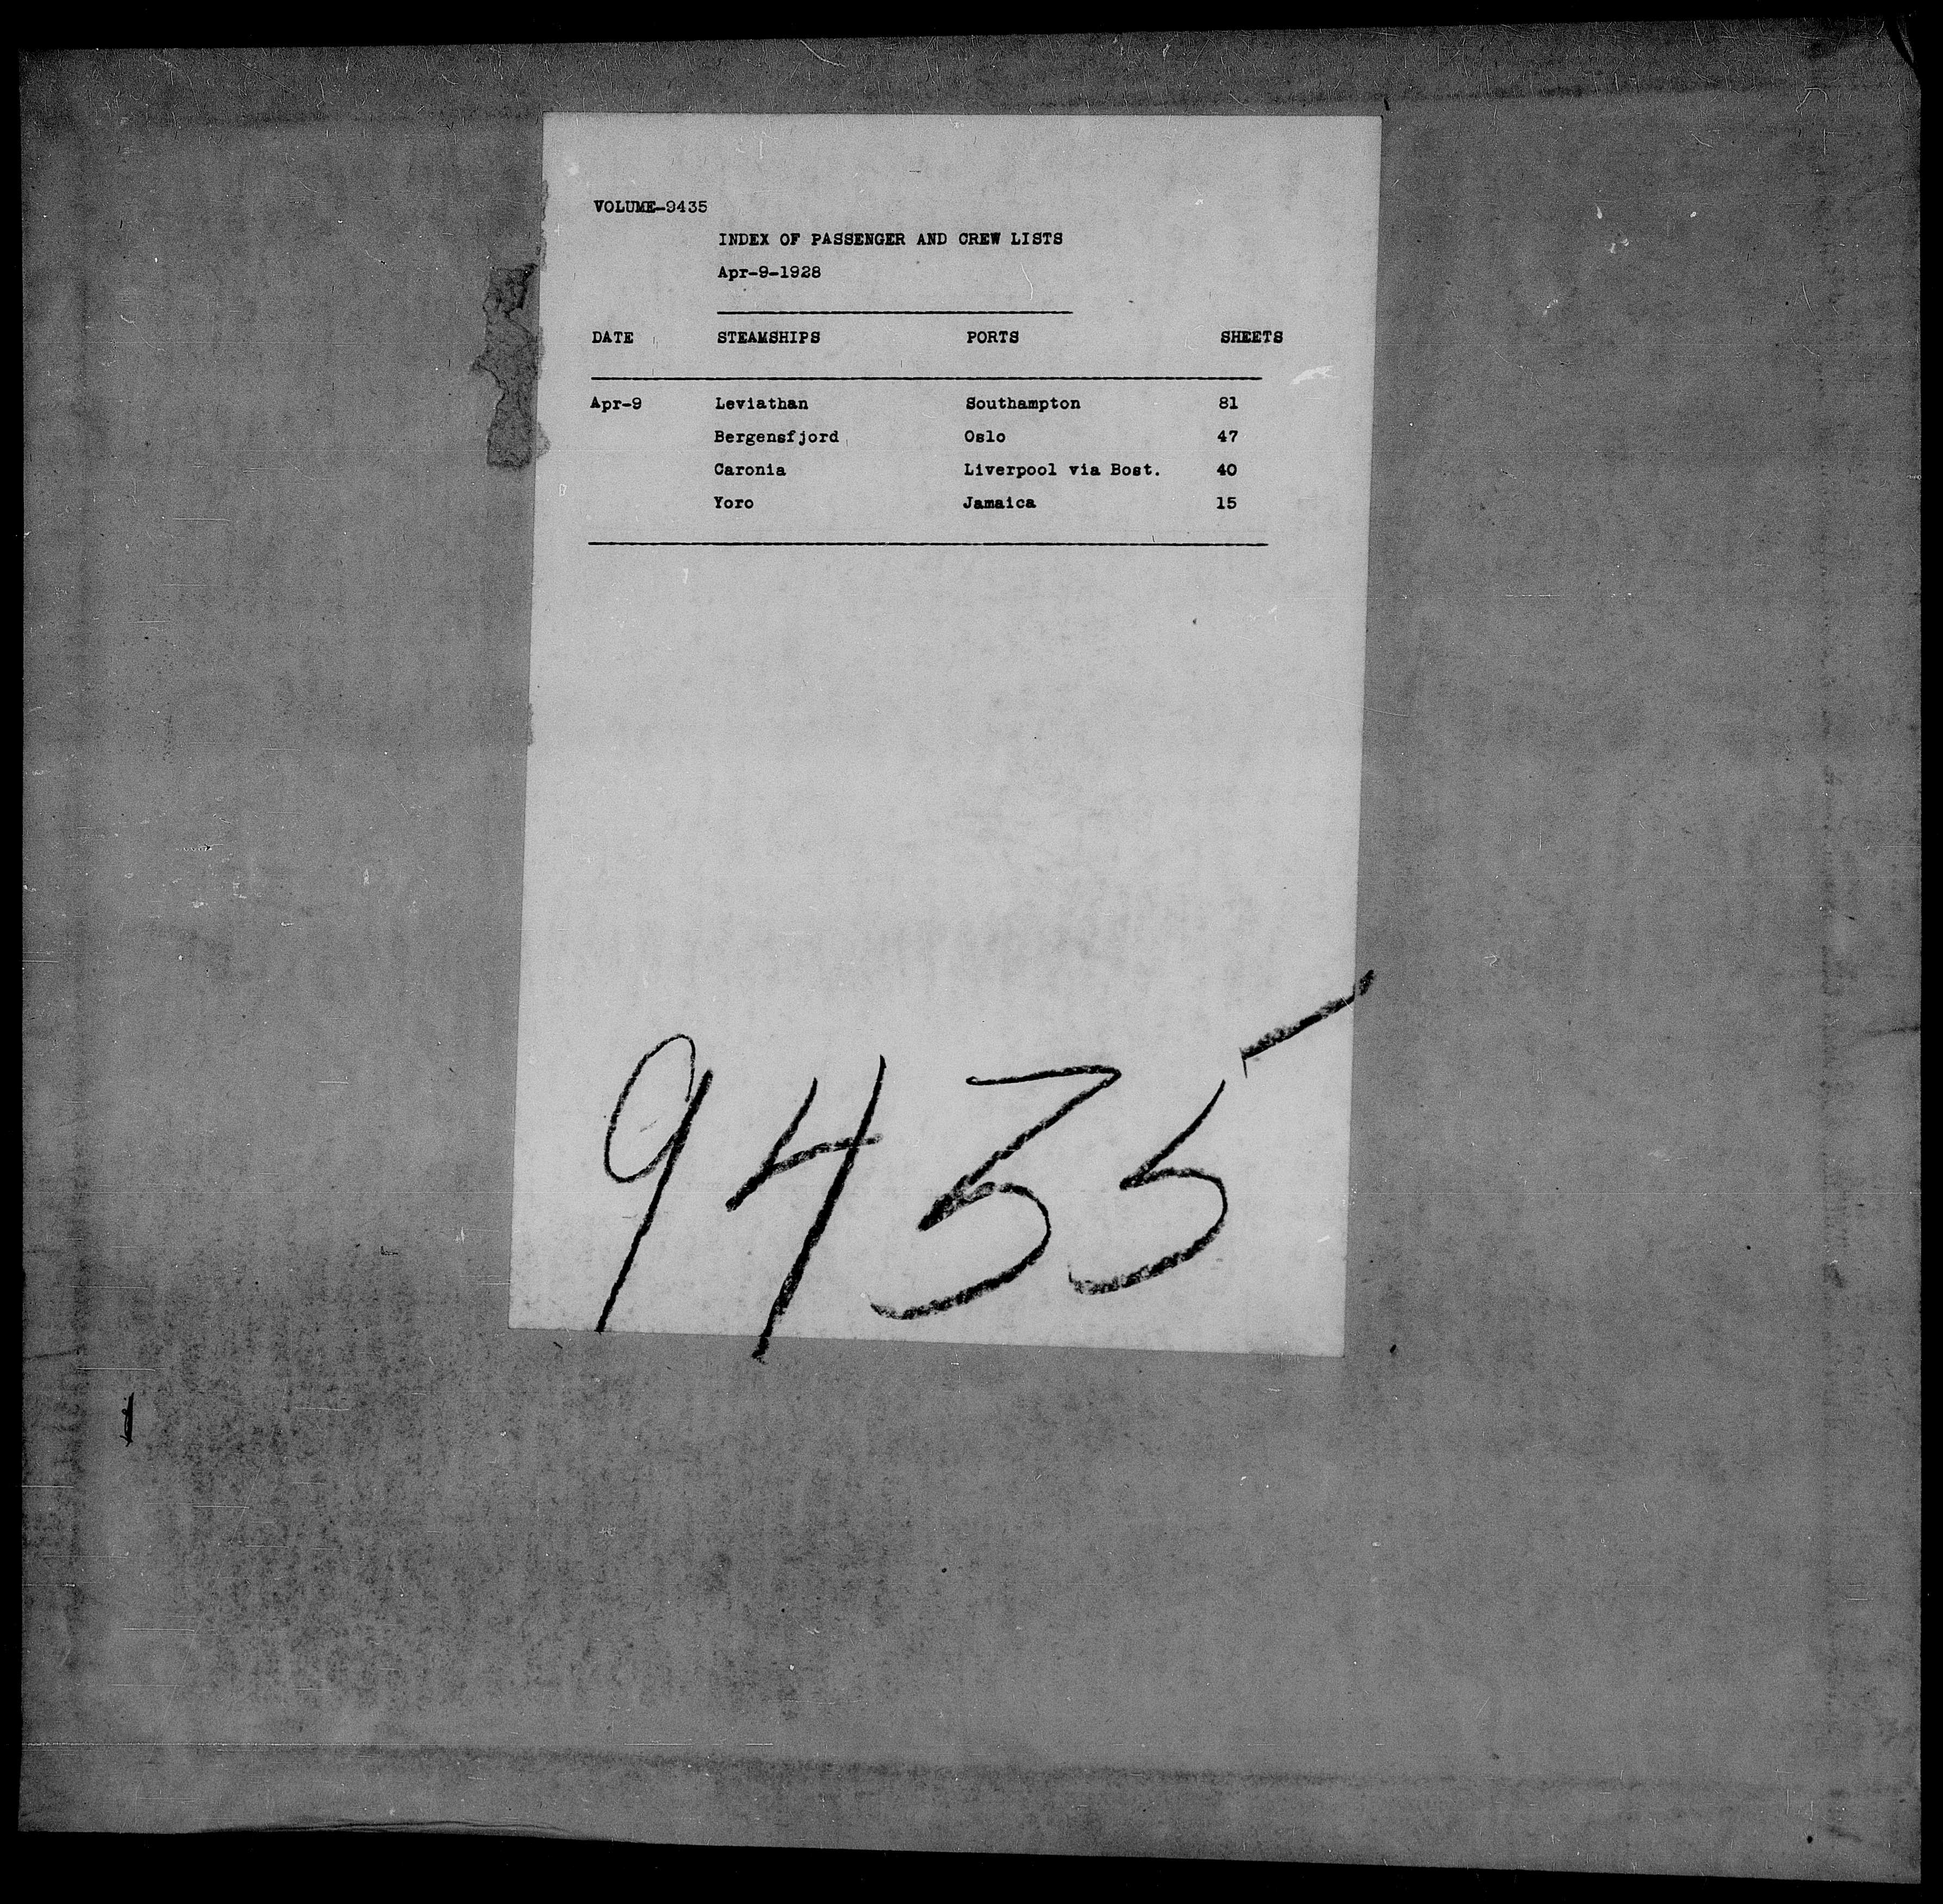 VOLUME-9435
INDEX OF PASSENGER AND CREW LISTS
Apr-9-1928
DATE STEAMSHIPS PORTS SHEETS
Apr-9 Leviathan Southampton 81
Bergensfjord Oslo 47
Caronia Liverpool via Bost. 40
Yoro Jamaica 15
9435